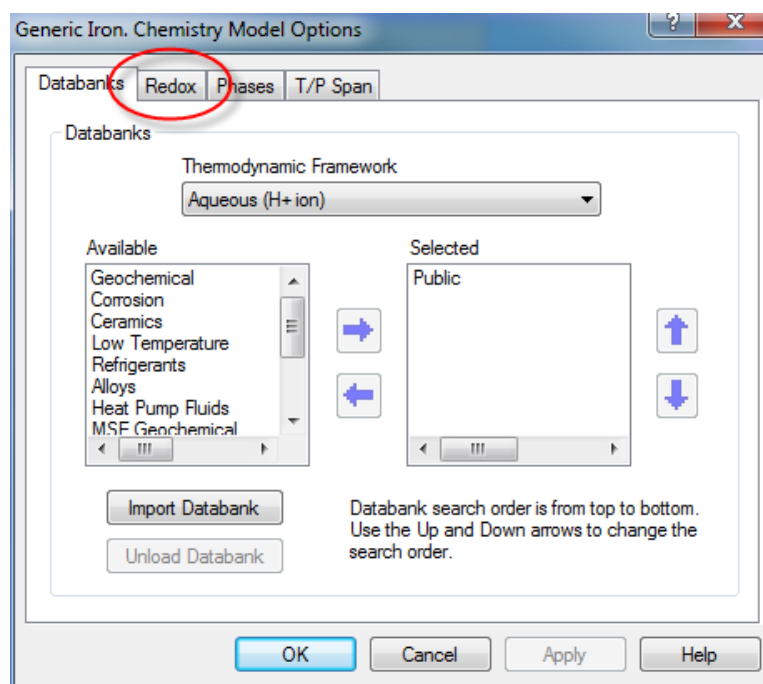 Generic Iron. Chemistry Model Options
? X
Databanks Redox Phases T/P Span
Databanks
Thermodynamic Framework
Aqueous (H+ ion)
Available
Geochemical
Corrosion
Ceramics
Low Temperature
Refrigerants
Alloys
Heat Pump Fluids
MSE Geochemical
Selected
Public
Import Databank
Unload Databank
Databank search order is from top to bottom.
Use the Up and Down arrows to change the
search order.
OK Cancel Apply Help